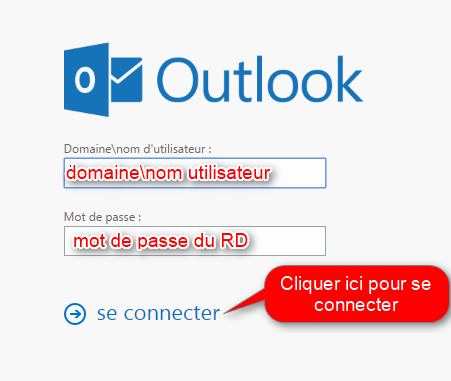 Outlook
Domaine\nom d'utilisateur :
domaine\nom utilisateur
Mot de passe :
mot de passe du RD
Cliquer ici pour se
connecter
se connecter